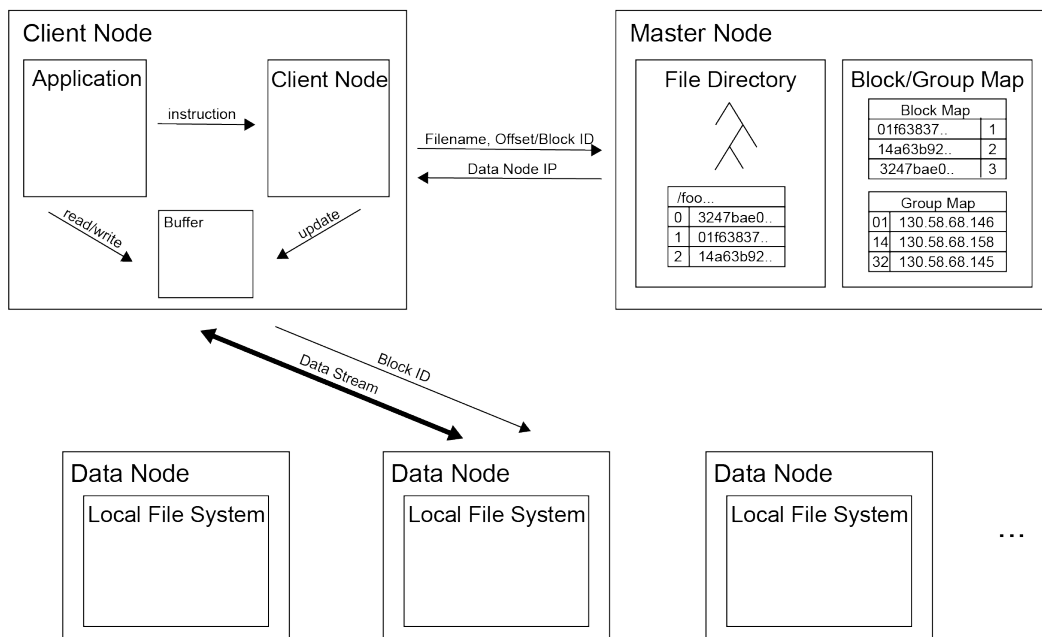 Client Node
Application
Client Node
instruction
read/write
update
Buffer
Filename, Offset/Block ID
Data Node IP
Master Node
File Directory
/foo...
0 3247bae0..
1 01f63837..
2 14a63b92..
Block/Group Map
Block Map
01f63837.. 1
14a63b92.. 2
3247bae0.. 3
Group Map
01 130.58.68.146
14 130.58.68.158
32 130.58.68.145
Block ID
Data Stream
Data Node
Local File System
Data Node
Local File System
Data Node
Local File System
...